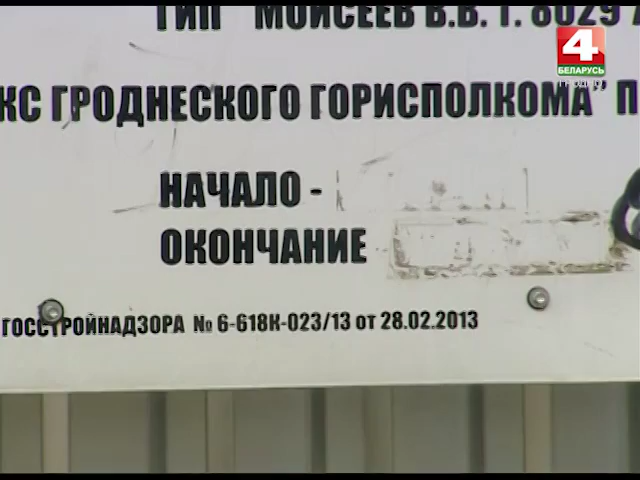 ГИП МОИСЕЕВ В.В. Т. 8029
4
БЕЛАРУСЬ
КС ГРОДНЕСКОГО ГОРИСПОЛКОМА" П
НАЧАЛО -
ОКОНЧАНИЕ
ГОССТРОЙНАДЗОРА № 6-618К-023/13 от 28.02.2013